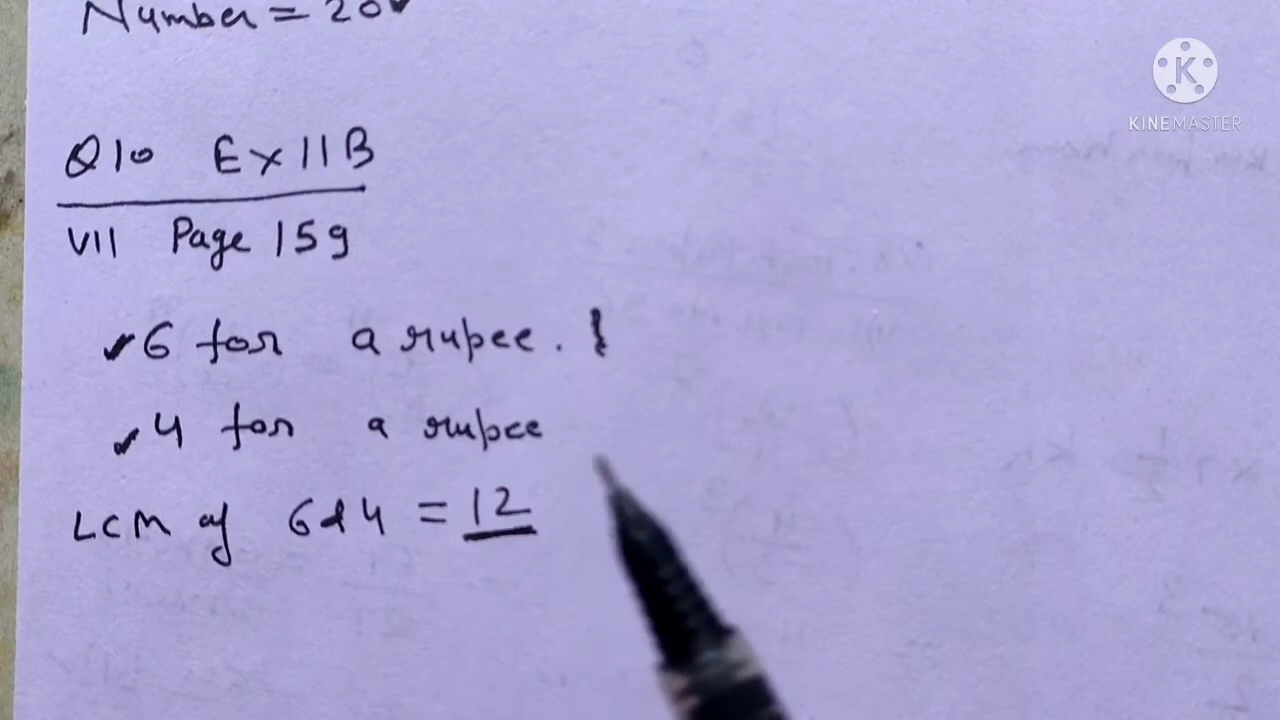 Number = 20
K
KINEMASTER
Q10 Ex 11B
VII Page 159
6 for a rupee.
4 for a rupee
LCM of 6 & 4 = 12